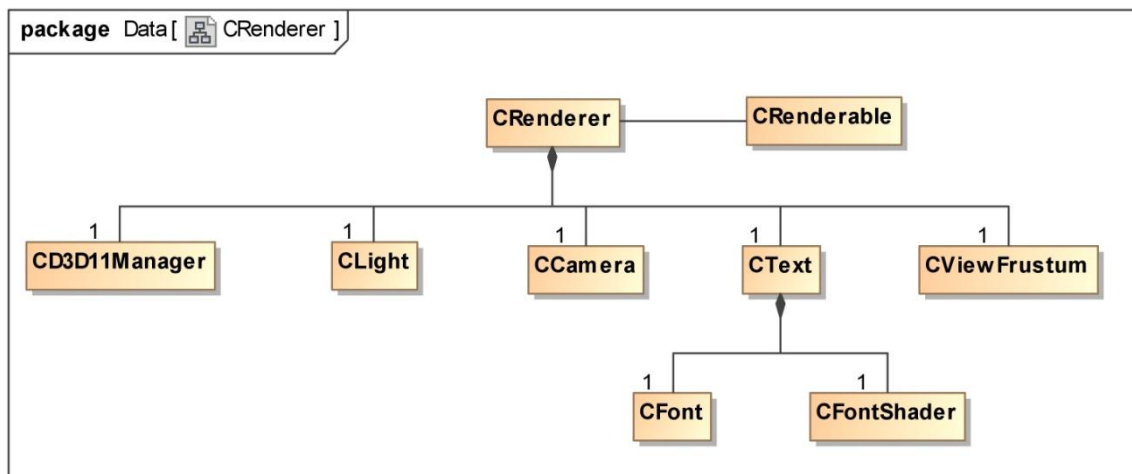 package Data [ CRenderer ]
CRenderer
CRenderable
1
1
1
1
1
CD3D11Manager
CLight
CCamera
CText
CViewFrustum
1
1
CFont
CFontShader